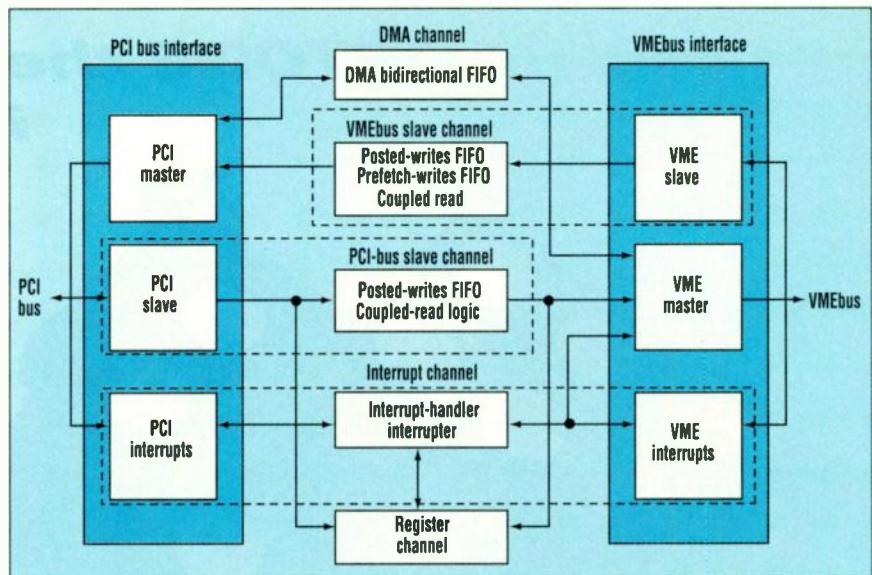 DMA channel
PCI bus interface
VMEbus interface
DMA bidirectional FIFO
VMEbus slave channel
PCI
master
Posted-writes FIFO
Prefetch-writes FIFO
Coupled read
VME
slave
PCI-bus slave channel
PCI
bus
PCI
slave
Posted-writes FIFO
Coupled-read logic
VME
master
VMEbus
Interrupt channel
PCI
interrupts
Interrupt-handler
interrupter
VME
interrupts
Register
channel